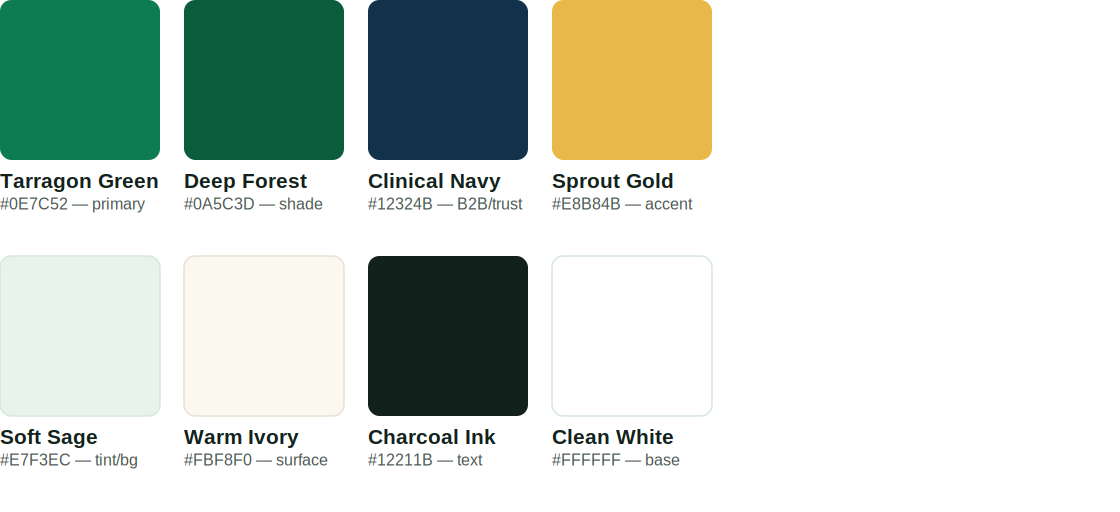 Tarragon Green
#0E7C52 — primary
Deep Forest
#0A5C3D — shade
Clinical Navy
#12324B — B2B/trust
Sprout Gold
#E8B84B — accent
Soft Sage
#E7F3EC — tint/bg
Warm Ivory
#FBF8F0 — surface
Charcoal Ink
#12211B — text
Clean White
#FFFFFF — base